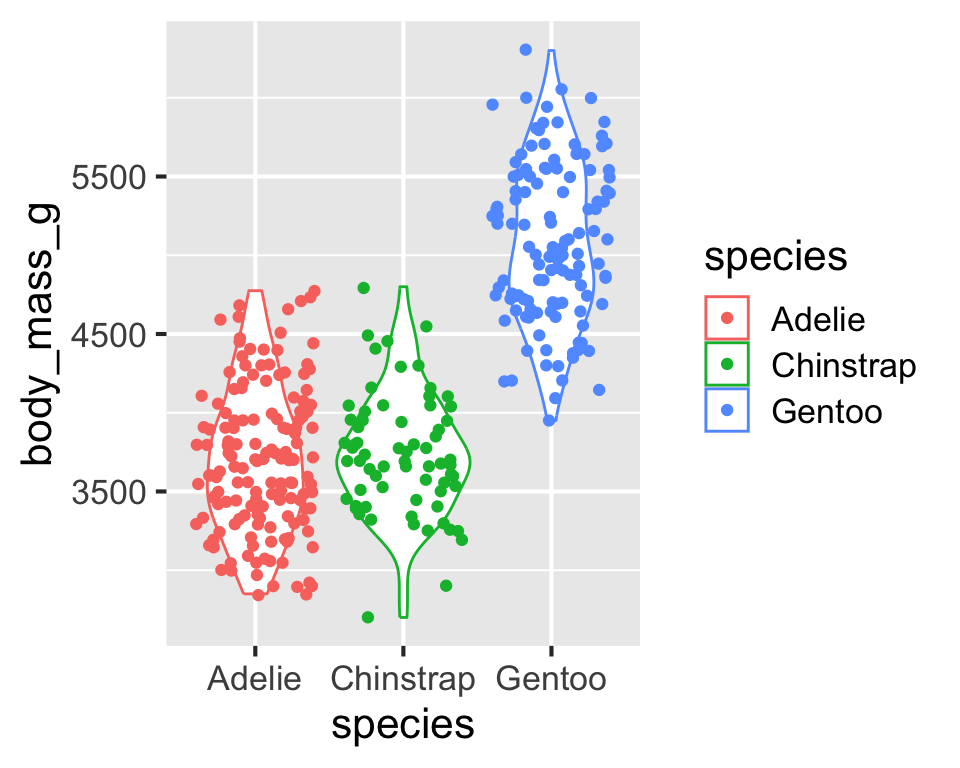 body_mass_g
5500
4500
3500
Adelie
Chinstrap
Gentoo
species
species
Adelie
Chinstrap
Gentoo